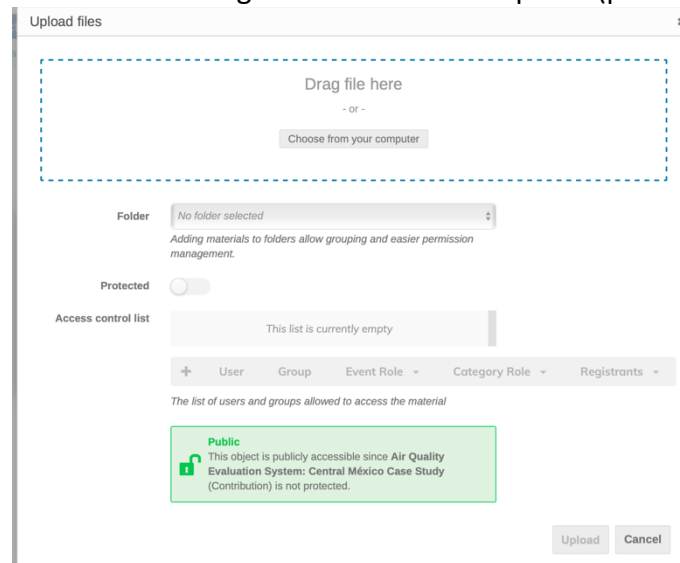 Upload files
Drag file here
- or -
Choose from your computer
Folder
No folder selected
Adding materials to folders allow grouping and easier permission
management.
Protected
Access control list
This list is currently empty
+ User Group Event Role Category Role Registrants
The list of users and groups allowed to access the material
Public
This object is publicly accessible since Air Quality
Evaluation System: Central México Case Study
(Contribution) is not protected.
Upload Cancel